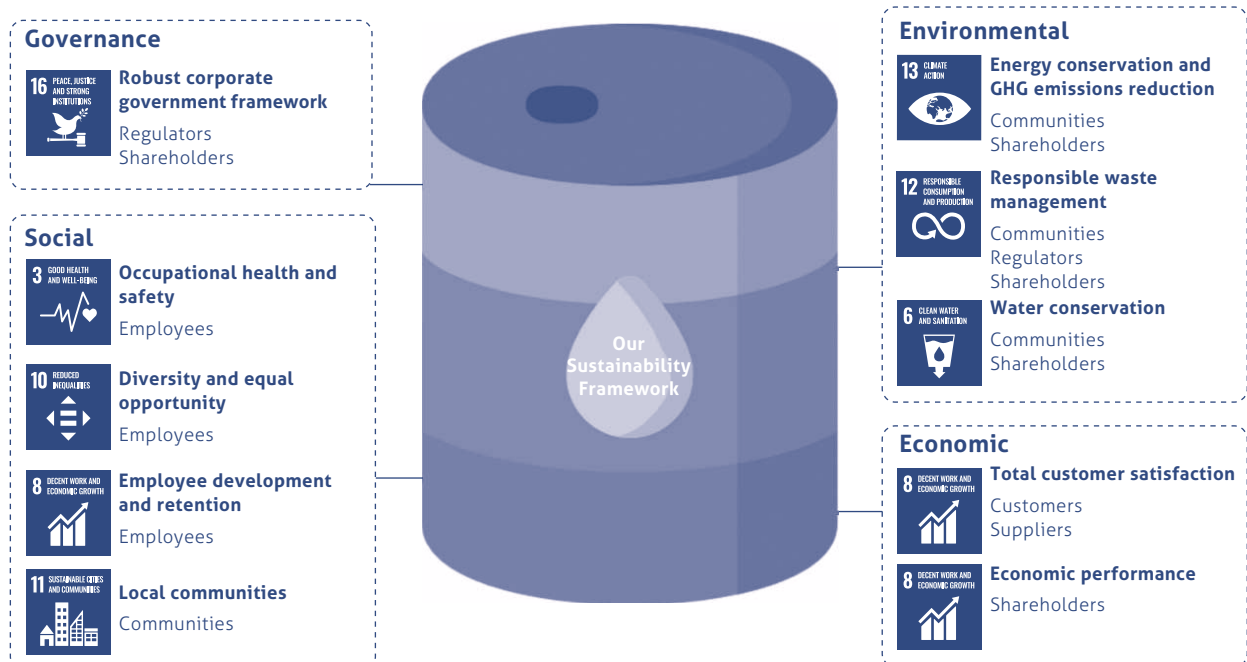 Governance
16 PEACE, JUSTICE
AND STRONG
INSTITUTIONS
Robust corporate
government framework
Regulators
Shareholders
Social
3 GOOD HEALTH
AND WELL-BEING
Occupational health and
safety
Employees
10 REDUCED
INEQUALITIES
Diversity and equal
opportunity
Employees
8 DECENT WORK AND
ECONOMIC GROWTH
Employee development
and retention
Employees
11 SUSTAINABLE CITIES
AND COMMUNITIES
Local communities
Communities
Our
Sustainability
Framework
Environmental
13 CLIMATE
ACTION
Energy conservation and
GHG emissions reduction
Communities
Shareholders
12 RESPONSIBLE
CONSUMPTION
AND PRODUCTION
Responsible waste
management
Communities
Regulators
Shareholders
6 CLEAN WATER
AND SANITATION
Water conservation
Communities
Shareholders
Economic
8 DECENT WORK AND
ECONOMIC GROWTH
Total customer satisfaction
Customers
Suppliers
8 DECENT WORK AND
ECONOMIC GROWTH
Economic performance
Shareholders